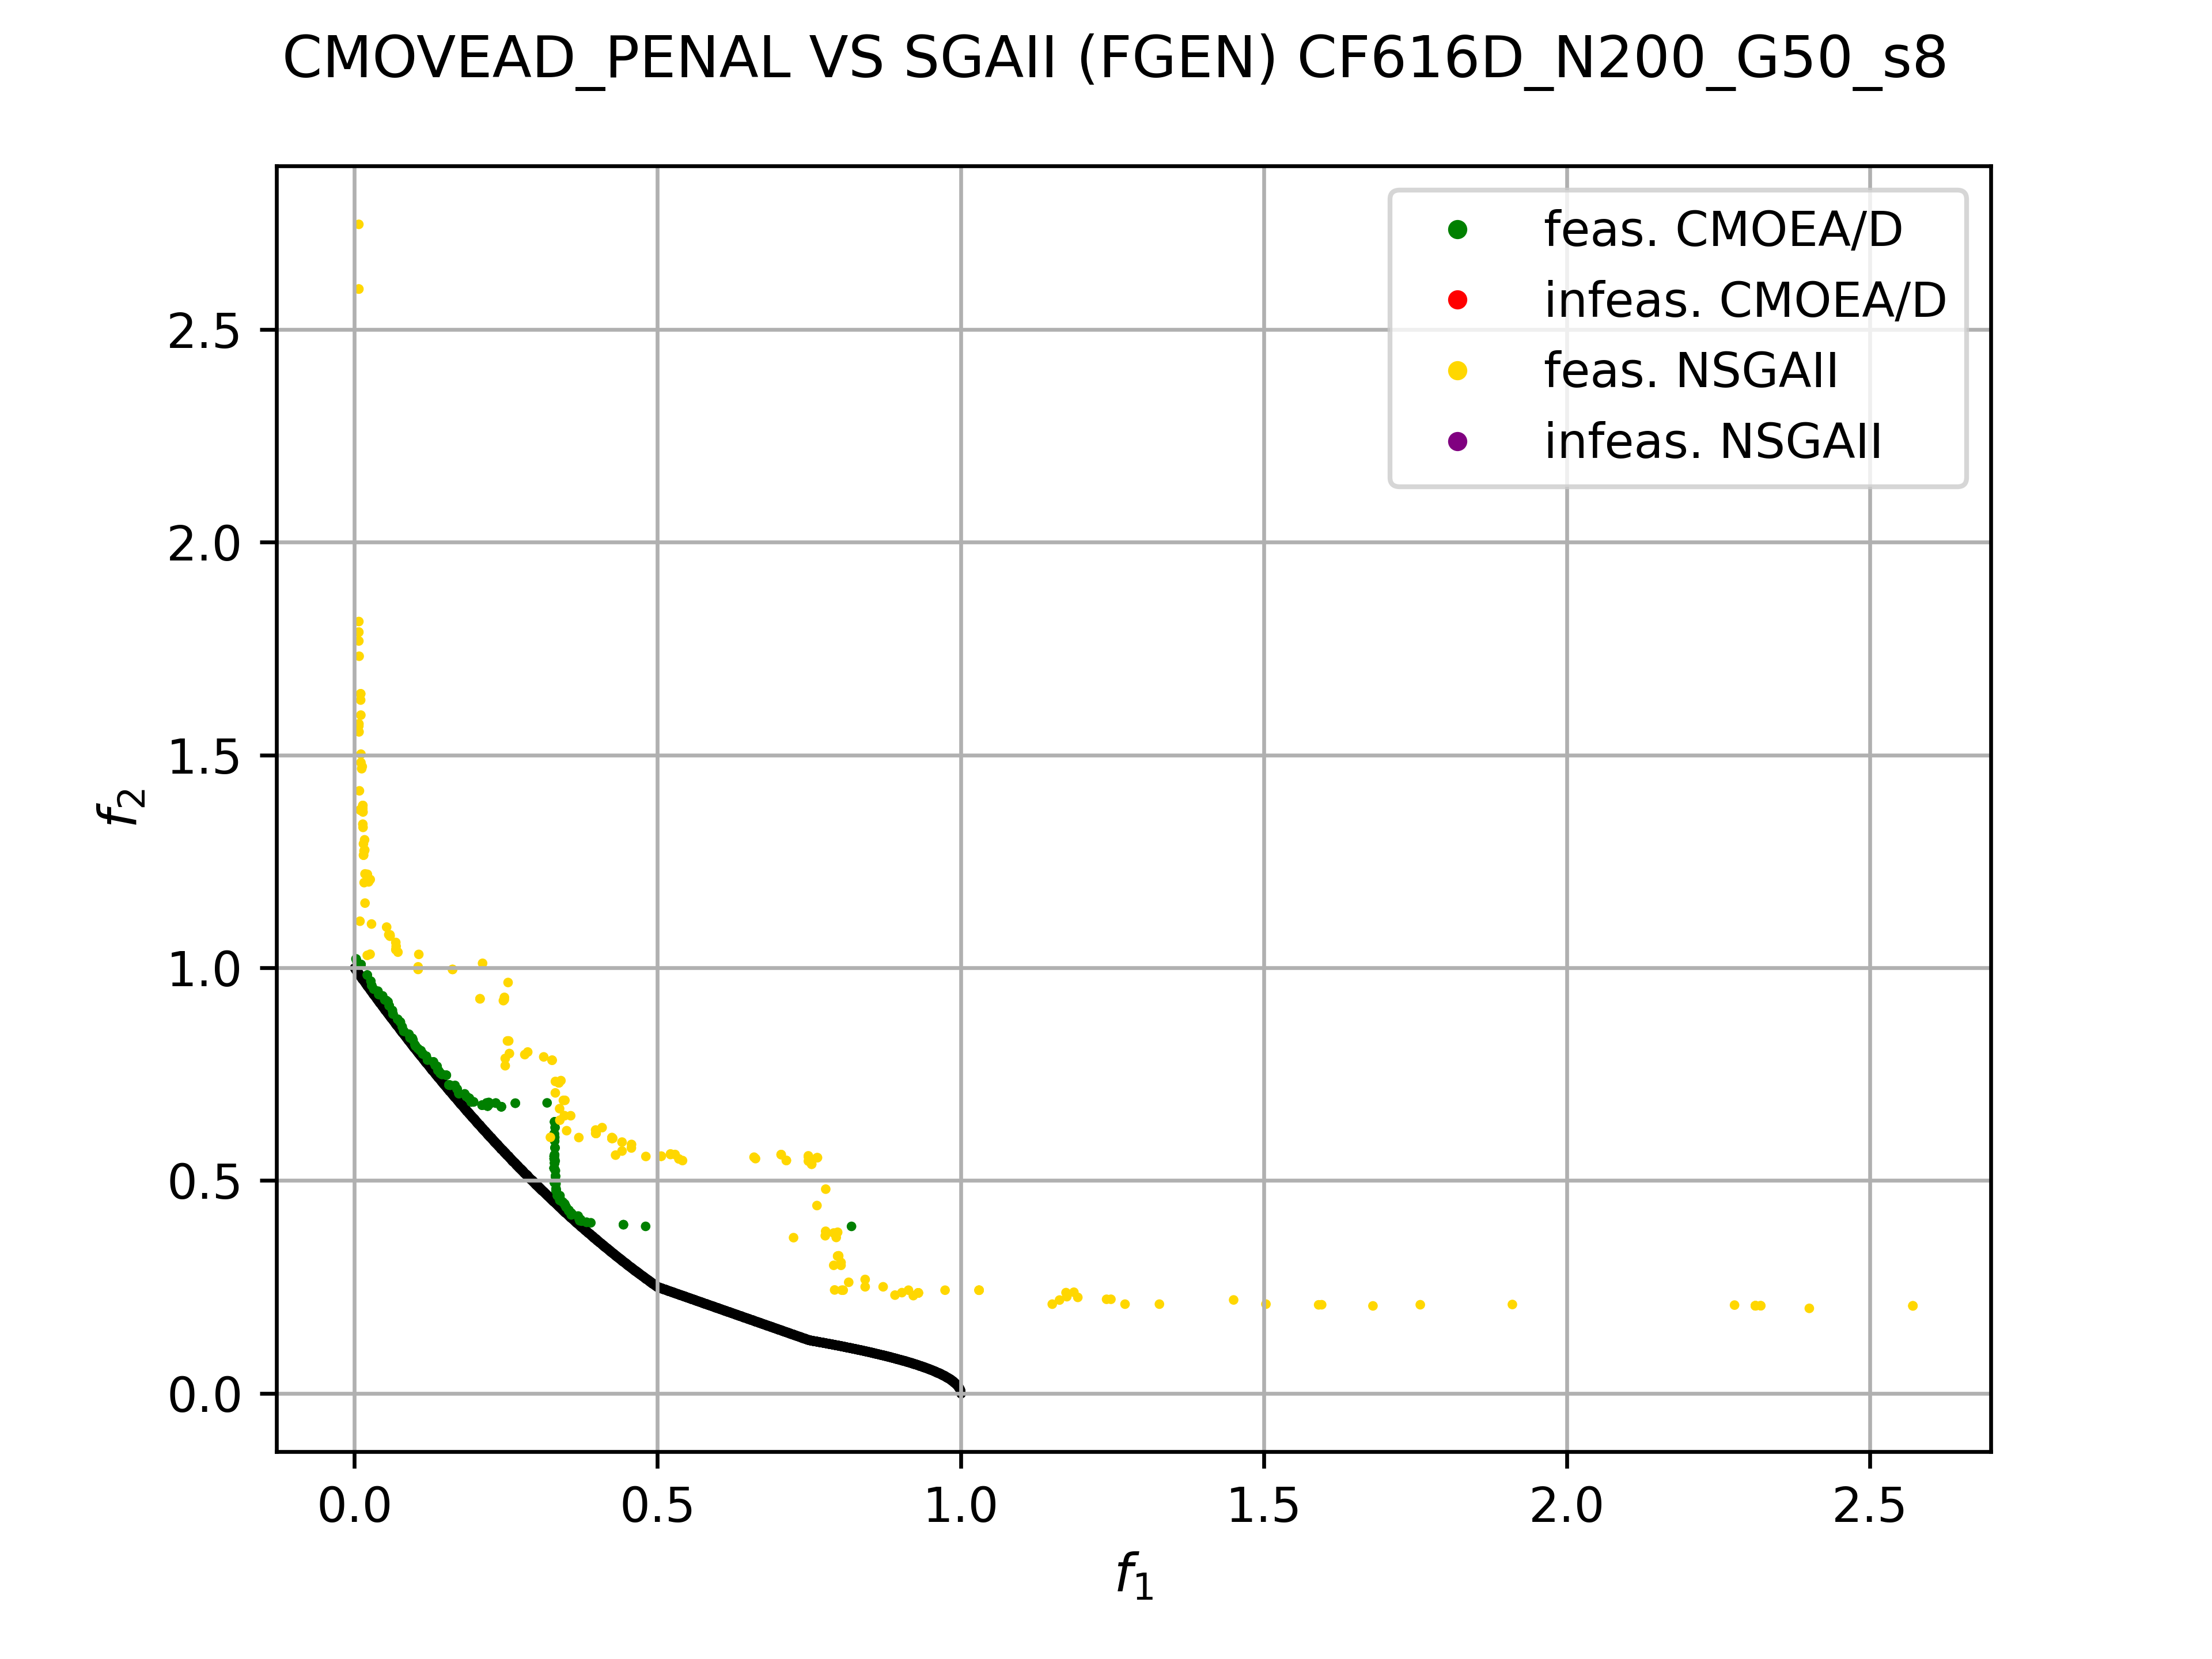 CMOVEAD_PENAL VS SGAII (FGEN) CF616D_N200_G50_s8
feas. CMOEA/D
infeas. CMOEA/D
feas. NSGAII
infeas. NSGAII
2.5
2.0
1.5
1.0
0.5
0.0
f2
0.0 0.5 1.0 1.5 2.0 2.5
f1